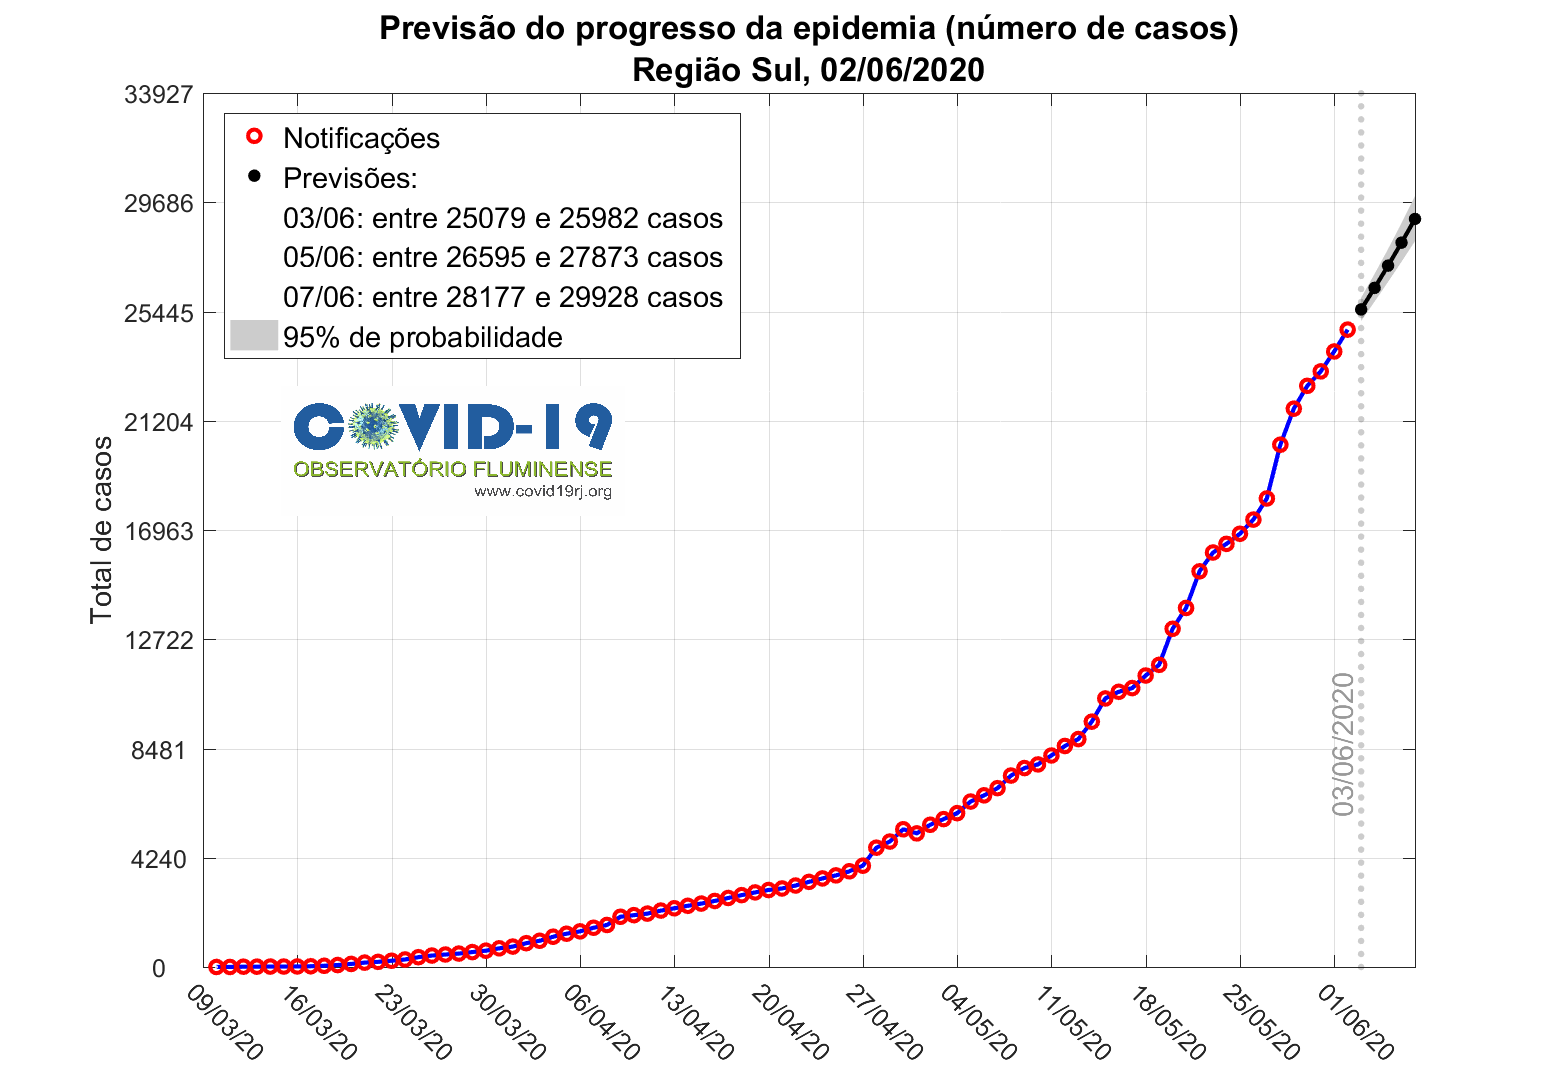 Previsão do progresso da epidemia (número de casos)
Região Sul, 02/06/2020
33927
29686
25445
21204
16963
12722
8481
4240
0
Total de casos
Notificações
Previsões:
03/06: entre 25079 e 25982 casos
05/06: entre 26595 e 27873 casos
07/06: entre 28177 e 29928 casos
95% de probabilidade
COVID-19
OBSERVATÓRIO FLUMINENSE
www.covid19rj.org
03/06/2020
09/03/20
16/03/20
23/03/20
30/03/20
06/04/20
13/04/20
20/04/20
27/04/20
04/05/20
11/05/20
18/05/20
25/05/20
01/06/20